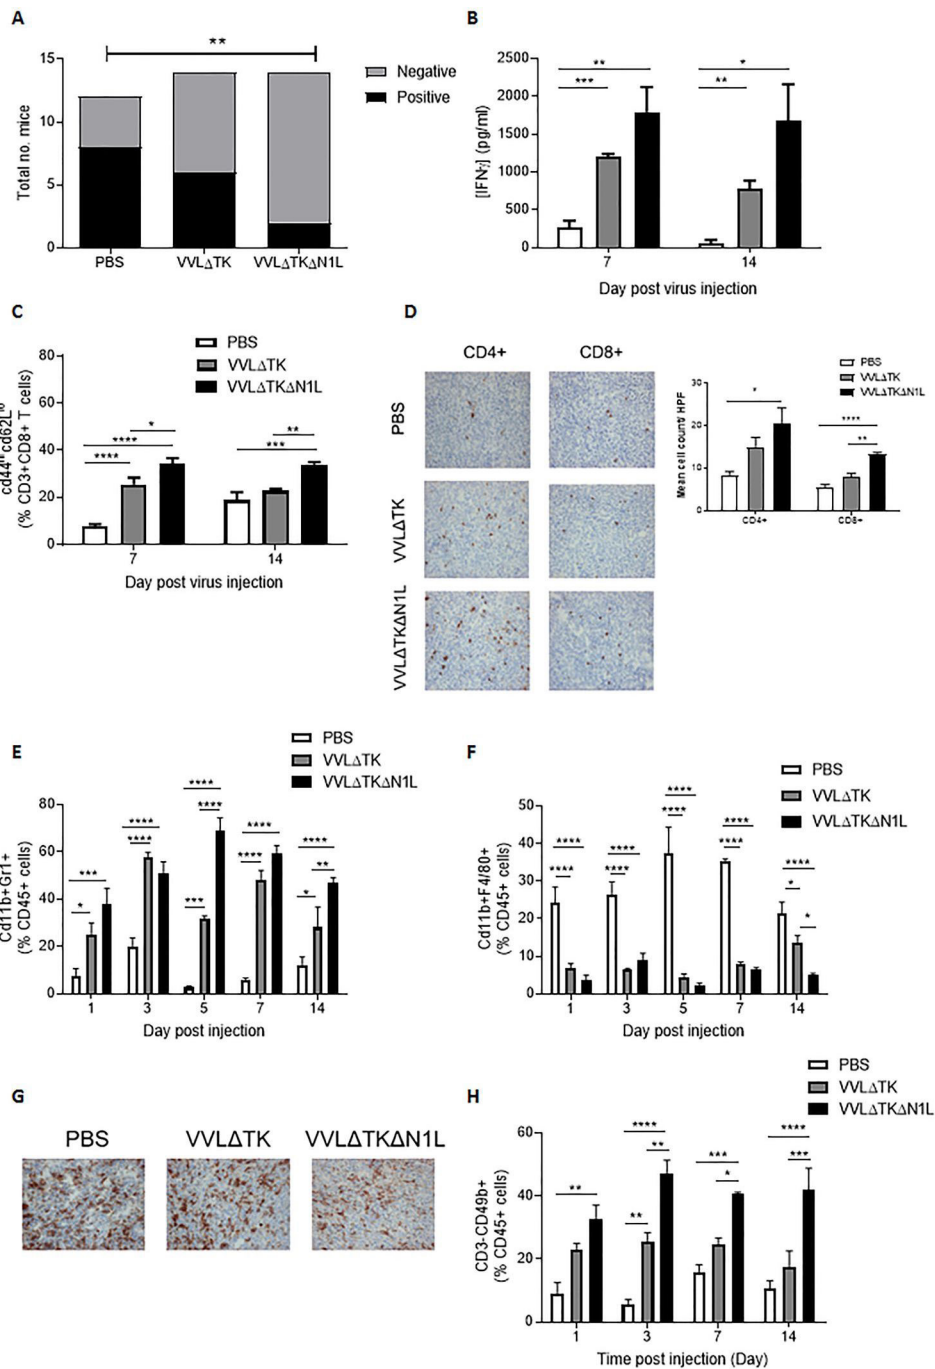 A
**
15
10
5
0
Total no. mice
PBS
VVLΔTK
VVLΔTKΔN1L
Negative
Positive
B
2500
2000
1500
1000
500
0
[IFNγ] (pg/ml)
**
***
*
**
7
14
Day post virus injection
C
PBS
VVLΔTK
VVLΔTKΔN1L
80
60
40
20
0
cd44hi cd62Llo
(% CD3+CD8+ T cells)
*
****
****
**
***
7
14
Day post virus injection
D
CD4+
CD8+
PBS
VVLΔTK
VVLΔTKΔN1L
PBS
VVLΔTK
VVLΔTKΔN1L
30
20
10
0
Mean cell count/ HPF
*
****
**
CD4+
CD8+
E
PBS
VVLΔTK
VVLΔTKΔN1L
80
60
40
20
0
Cd11b+Gr1+
(% CD45+ cells)
***
*
****
****
****
****
***
****
****
****
**
*
1
3
5
7
14
Day post injection
F
PBS
VVLΔTK
VVLΔTKΔN1L
50
40
30
20
10
0
Cd11b+F4/80+
(% CD45+ cells)
****
****
****
****
****
****
****
****
****
*
*
1
3
5
7
14
Day post injection
G
PBS
VVLΔTK
VVLΔTKΔN1L
H
PBS
VVLΔTK
VVLΔTKΔN1L
60
40
20
0
CD3-CD49b+
(% CD45+ cells)
**
****
**
**
***
*
****
***
1
3
7
14
Time post injection (Day)